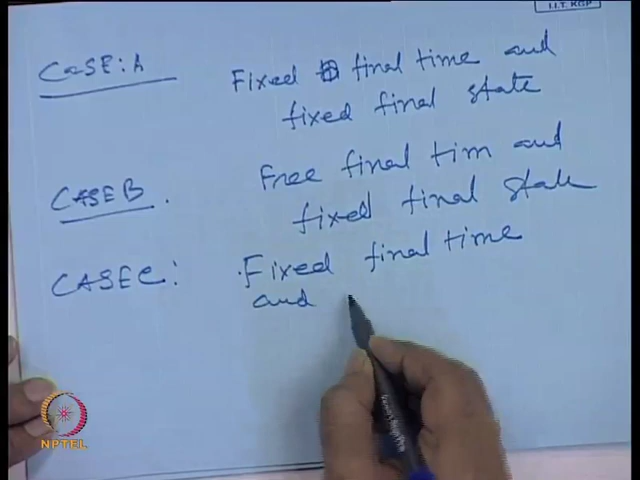 I.I.T. KGP
CASE: A Fixed final time and
fixed final state
CASE B. Free final tim and
fixed final state
CASE C: Fixed final time
and
NPTEL